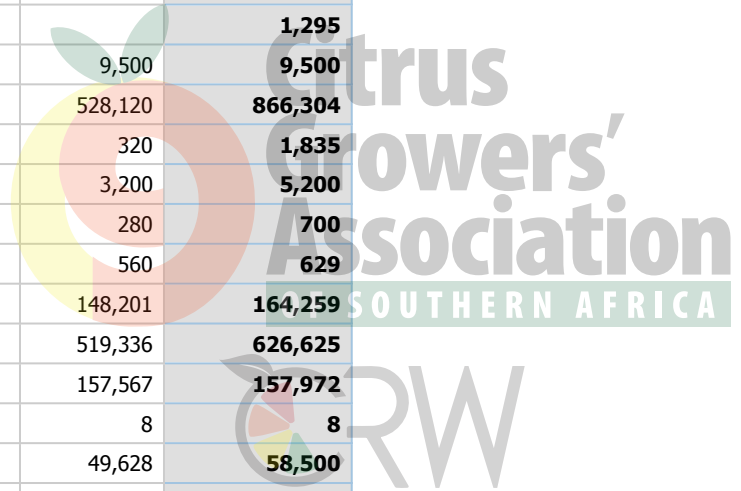 1,295
9,500 9,500
528,120 866,304
320 1,835
3,200 5,200
280 700
560 629
148,201 164,259
519,336 626,625
157,567 157,972
8 8
49,628 58,500
Citrus
Growers'
Association
OF SOUTHERN AFRICA
CRW